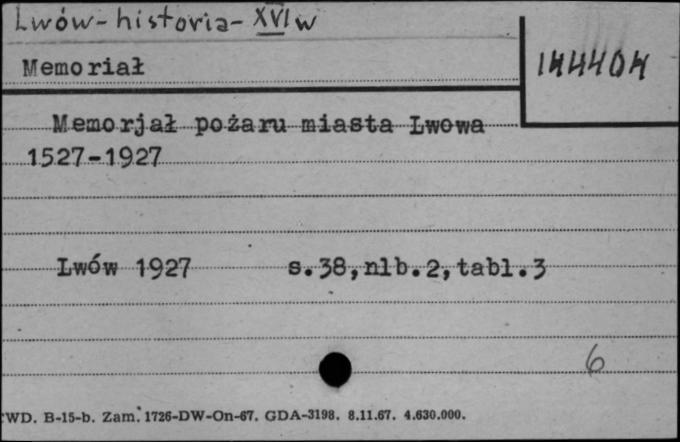 Lwów-historia-XVI w
Memoriał
144404
Memorjał pożaru miasta Lwowa
1527-1927
Lwów 1927 s.38,nlb.2,tabl.3
6
WD. B-15-b. Zam. 1726-DW-On-67. GDA-3198. 8.11.67. 4.630.000.